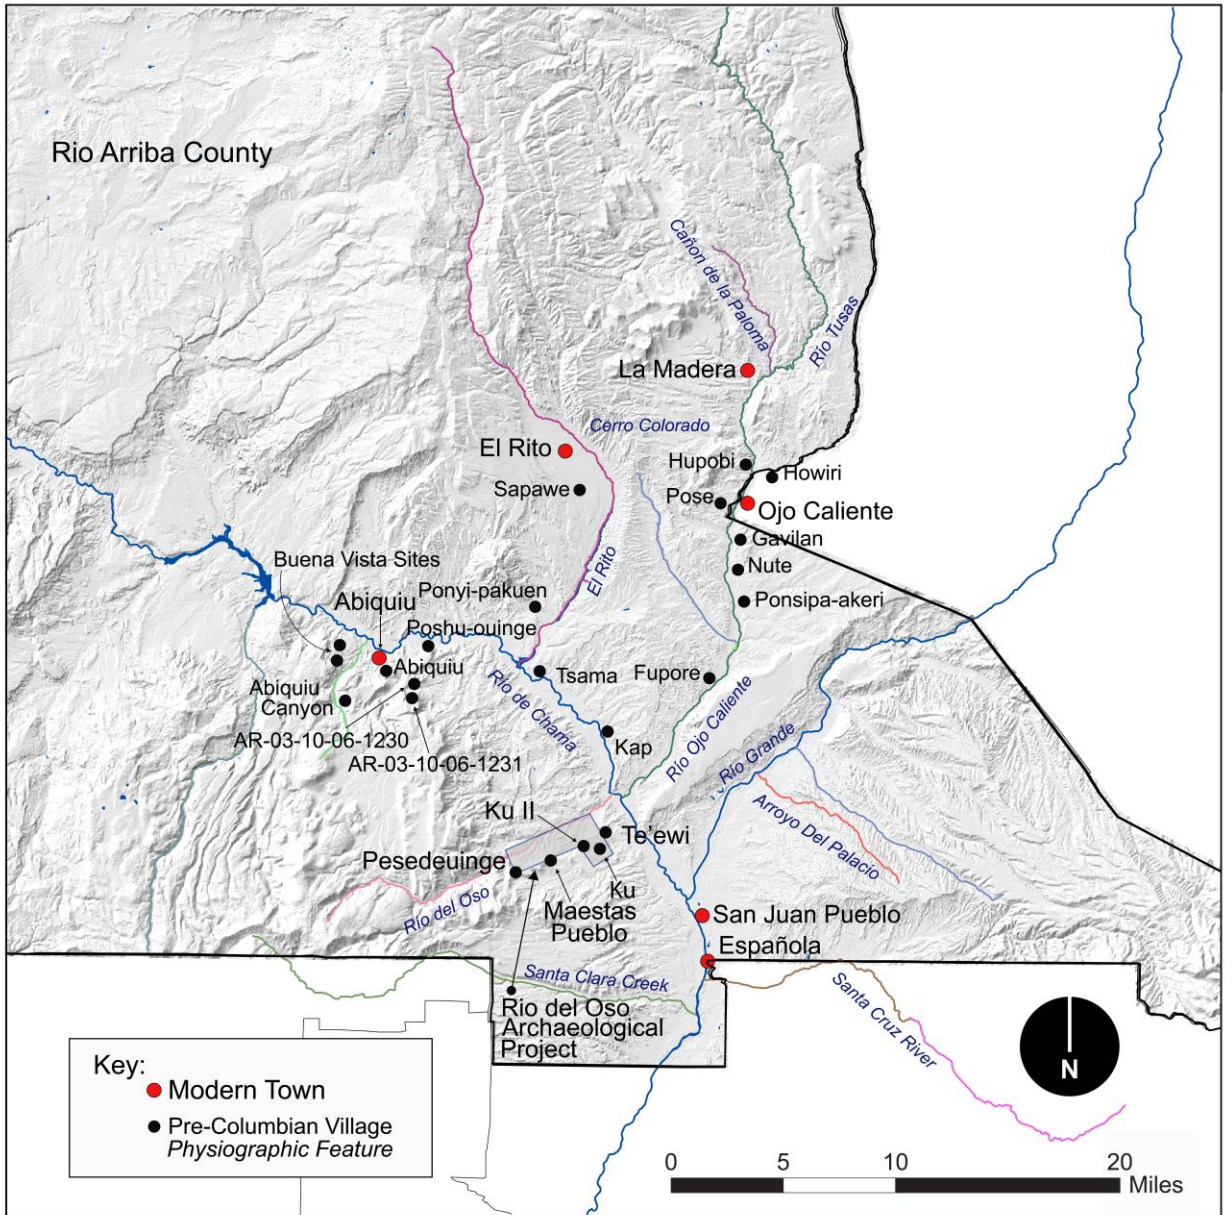 Rio Arriba County
Cañon de la Paloma
Río Tusas
La Madera
Cerro Colorado
El Rito
Hupobi
Howiri
Sapawe
Pose
Ojo Caliente
Gavilan
Buena Vista Sites
Nute
El Rito
Ponyi-pakuen
Abiquiu
Ponsipa-akeri
Poshu-ouinge
Abiquiu
Tsama
Fupore
Abiquiu
Canyon
Río de Chama
Río Ojo Caliente
AR-03-10-06-1230
Kap
Río Grande
AR-03-10-06-1231
Ku II
Arroyo Del Palacio
Te'ewi
Pesedeuinge
Ku
Río del Oso
Maestas
Pueblo
San Juan Pueblo
Española
Santa Clara Creek
Rio del Oso
Archaeological
Project
Santa Cruz River
N
Key:
Modern Town
Pre-Columbian Village
Physiographic Feature
0 5 10 20
Miles